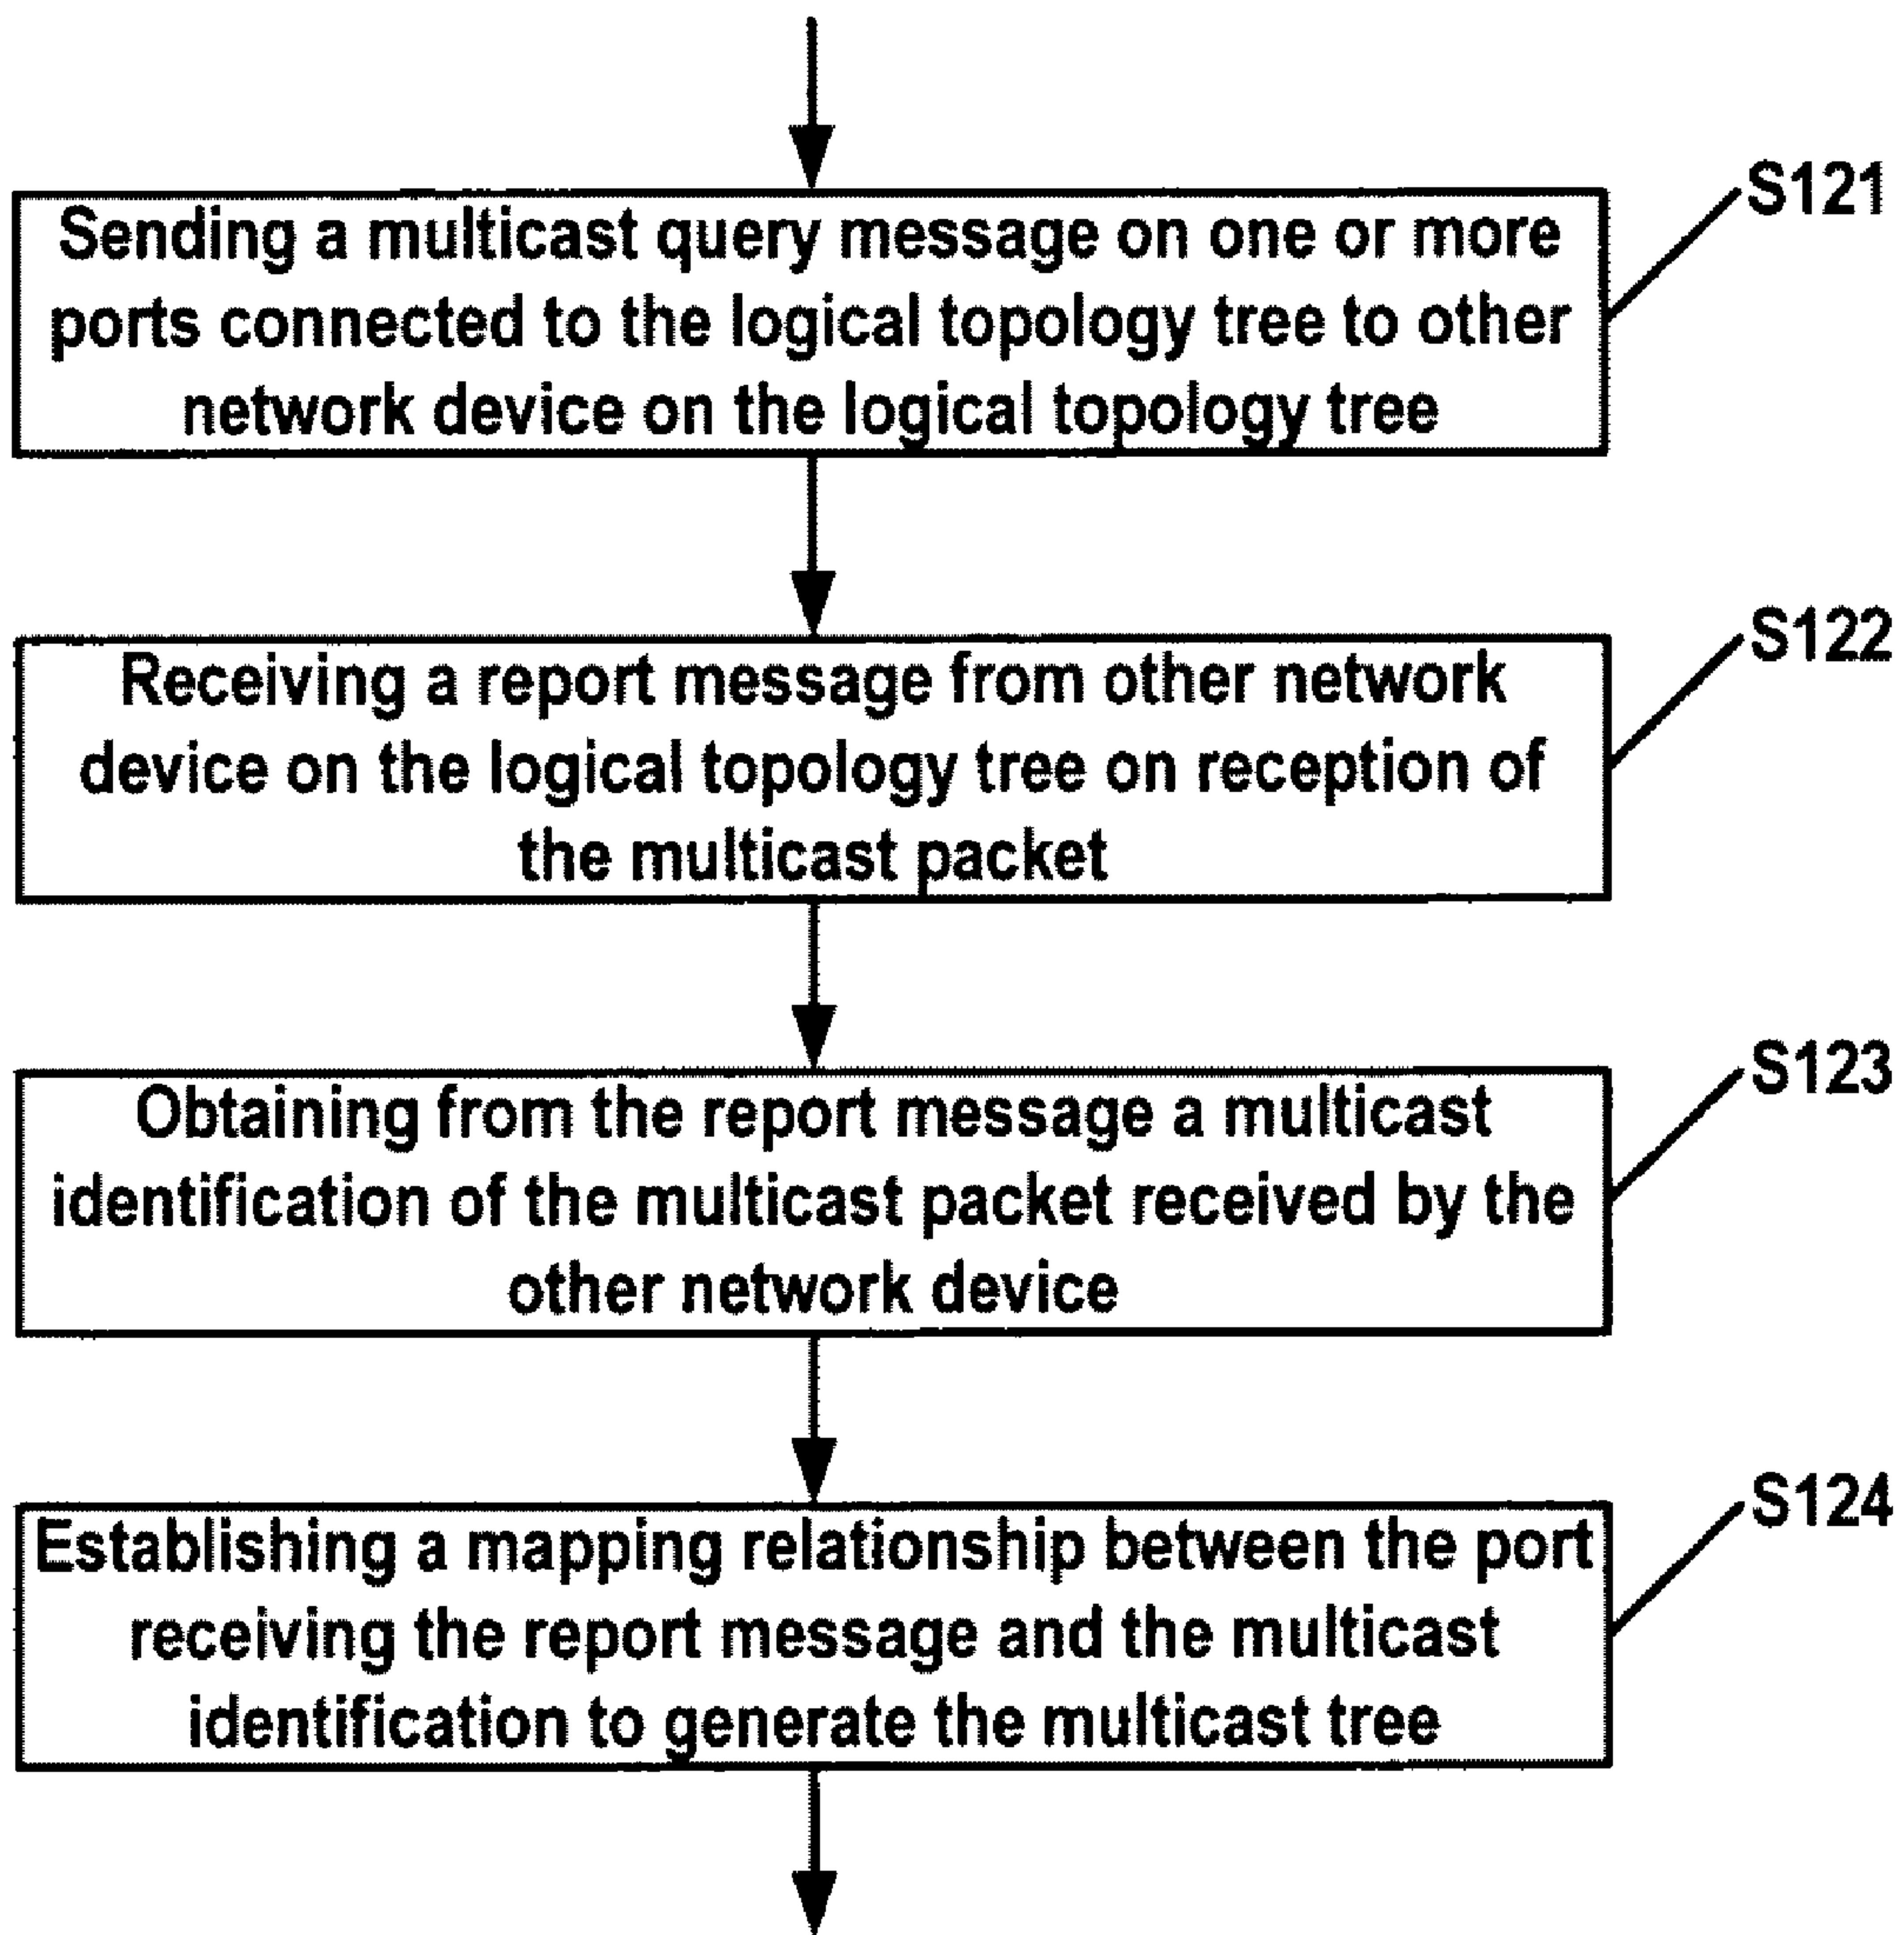 S121
Sending a multicast query message on one or more
ports connected to the logical topology tree to other
network device on the logical topology tree
S122
Receiving a report message from other network
device on the logical topology tree on reception of
the multicast packet
S123
Obtaining from the report message a multicast
identification of the multicast packet received by the
other network device
S124
Establishing a mapping relationship between the port
receiving the report message and the multicast
identification to generate the multicast tree